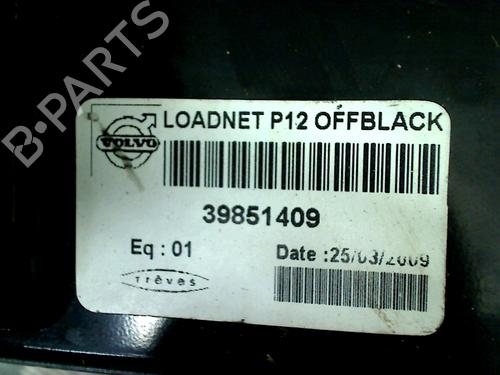 B-PARTS
LOADNET P12 OFFBLACK
VOLVO
39851409
Eq : 01
Date : 25/03/2009
Trèves